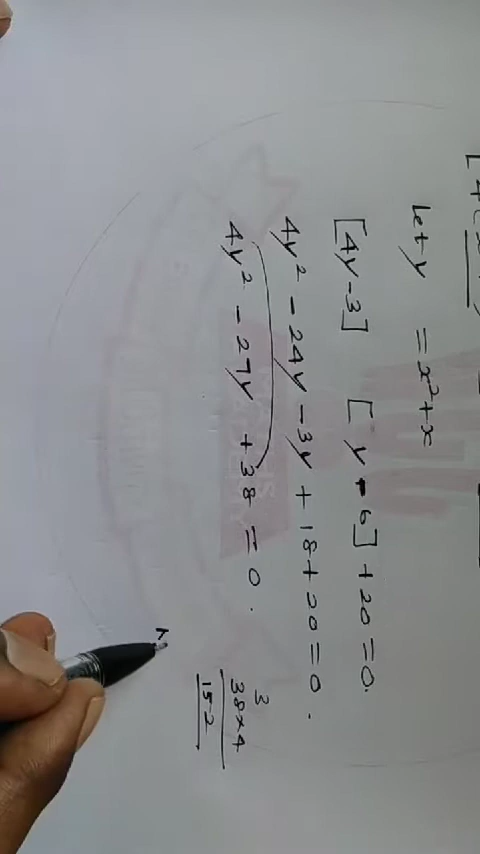 let y = x² + x
[4y - 3] [y - 6] + 20 = 0.
4y² - 24y - 3y + 18 + 20 = 0.
4y² - 27y + 38 = 0.
3
38 × 4
152